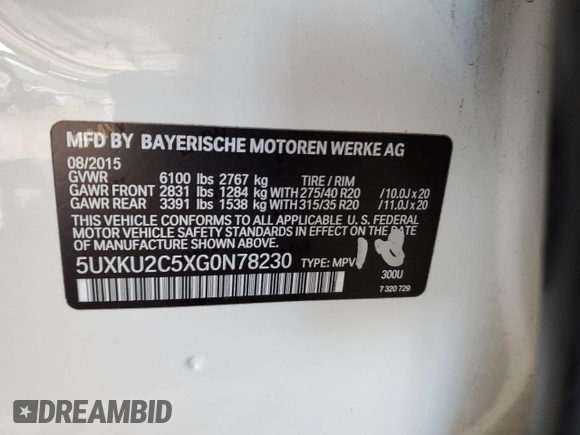 MFD BY BAYERISCHE MOTOREN WERKE AG
08/2015
GVWR 6100 lbs 2767 kg TIRE / RIM
GAWR FRONT 2831 lbs 1284 kg WITH 275/40 R20 /10.0J x 20
GAWR REAR 3391 lbs 1538 kg WITH 315/35 R20 /11.0J x 20
THIS VEHICLE CONFORMS TO ALL APPLICABLE U. S. FEDERAL
MOTOR VEHICLE SAFETY STANDARDS IN EFFECT ON THE DATE OF
MANUFACTURE SHOWN ABOVE.
5UXKU2C5XG0N78230 TYPE: MPV
300U
7 320 729
DREAMBID